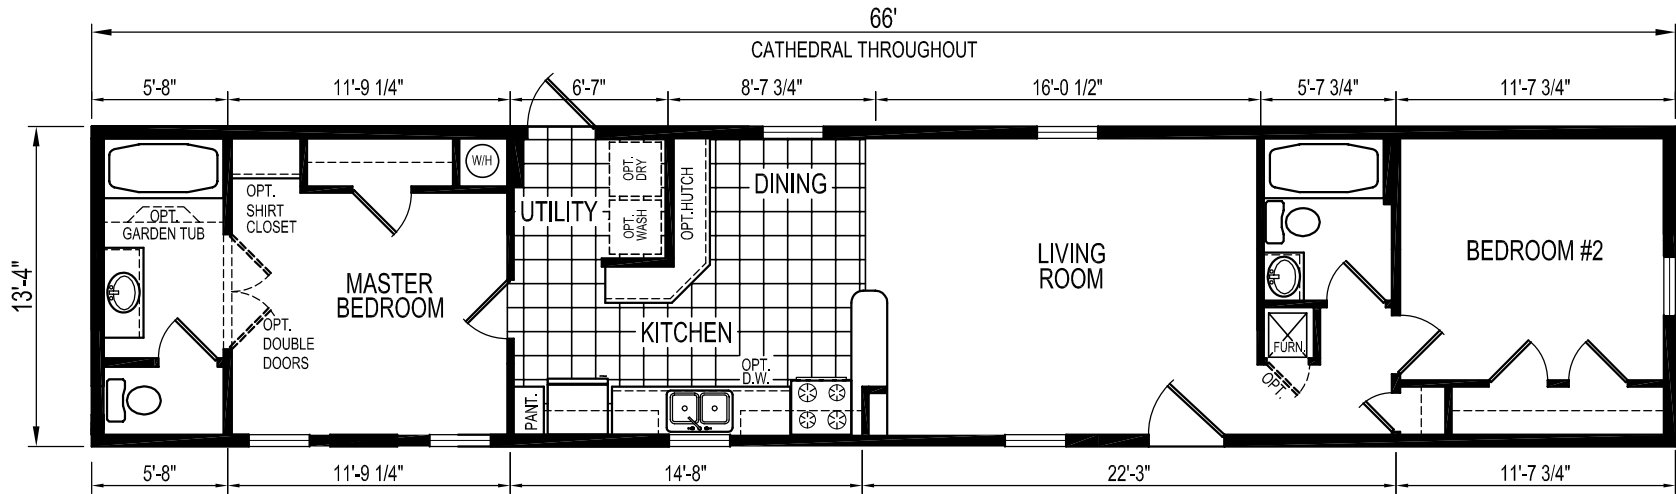 66'
CATHEDRAL THROUGHOUT
5'-8"
11'-9 1/4"
6'-7"
8'-7 3/4"
16'-0 1/2"
5'-7 3/4"
11'-7 3/4"
13'-4"
OPT.
GARDEN TUB
OPT.
SHIRT
CLOSET
W/H
MASTER
BEDROOM
OPT.
DOUBLE
DOORS
UTILITY
OPT.
DRY
OPT.
WASH
OPT.HUTCH
DINING
KITCHEN
PANT.
OPT.
D.W.
LIVING
ROOM
FURN.
OPT.
BEDROOM #2
5'-8"
11'-9 1/4"
14'-8"
22'-3"
11'-7 3/4"